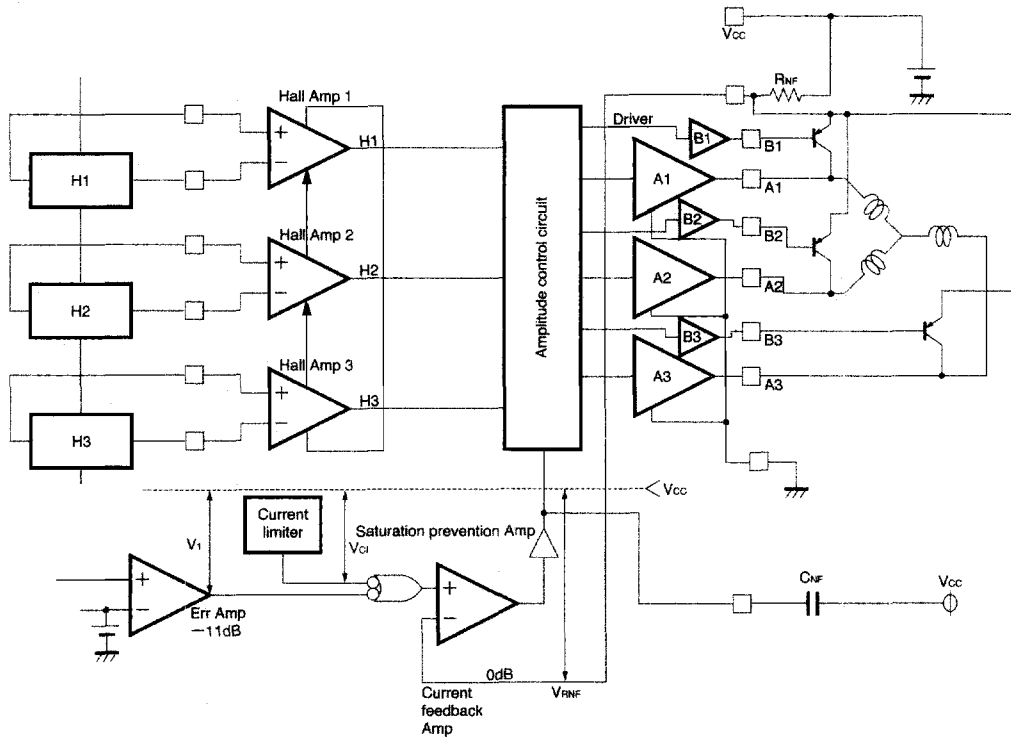 Vcc
RNF
Hall Amp 1
Driver
H1
B1
B1
H1
A1
A1
Hall Amp 2
B2
B2
H2
A2
A2
H2
Amplitude control circuit
B3
B3
Hall Amp 3
A3
A3
H3
H3
Vcc
Current
limiter
Saturation prevention Amp
V1
VCI
CNF
Vcc
Err Amp
−11dB
0dB
VRNF
Current
feedback
Amp